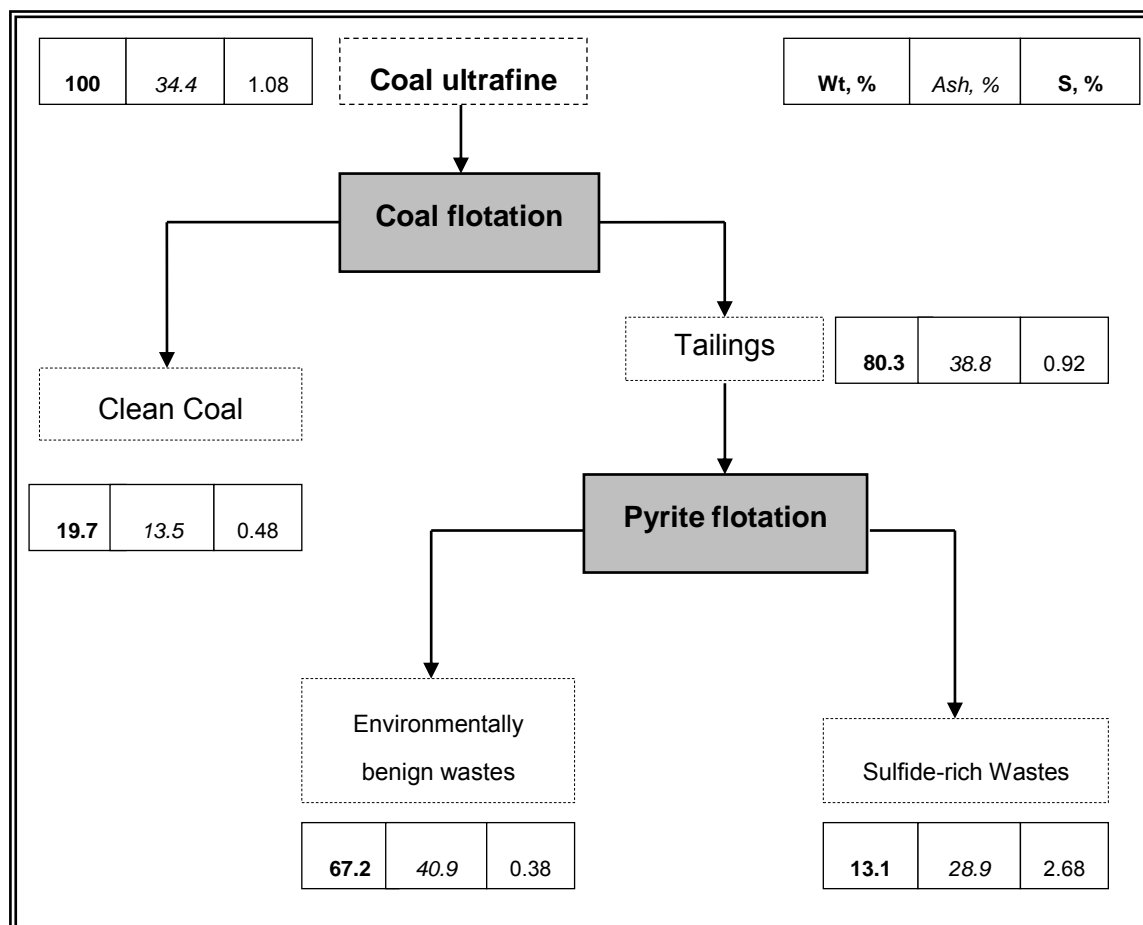 100 34.4 1.08
Coal ultrafine
Wt, % Ash, % S, %
Coal flotation
Tailings
80.3 38.8 0.92
Clean Coal
19.7 13.5 0.48
Pyrite flotation
Environmentally
benign wastes
Sulfide-rich Wastes
67.2 40.9 0.38
13.1 28.9 2.68